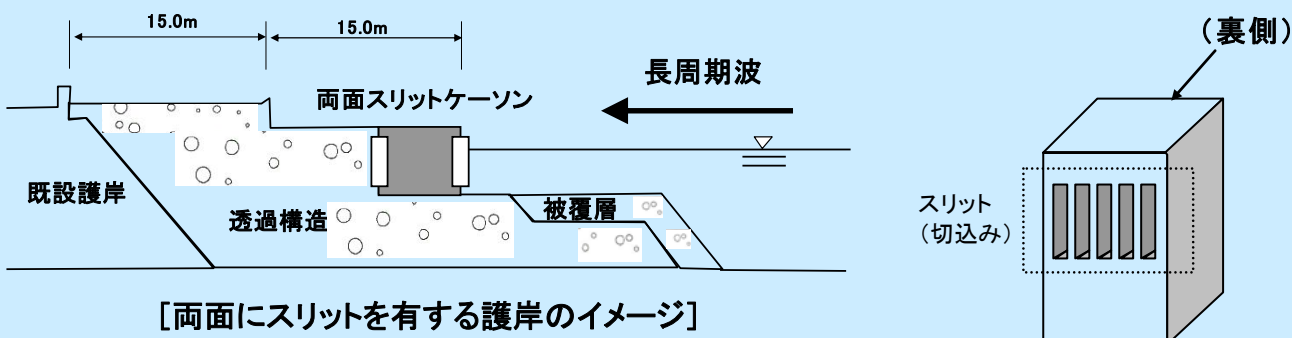 15.0m
15.0m
(裏側)
長周期波
両面スリットケーソン
既設護岸
透過構造
被覆層
スリット
(切込み)
[両面にスリットを有する護岸のイメージ]